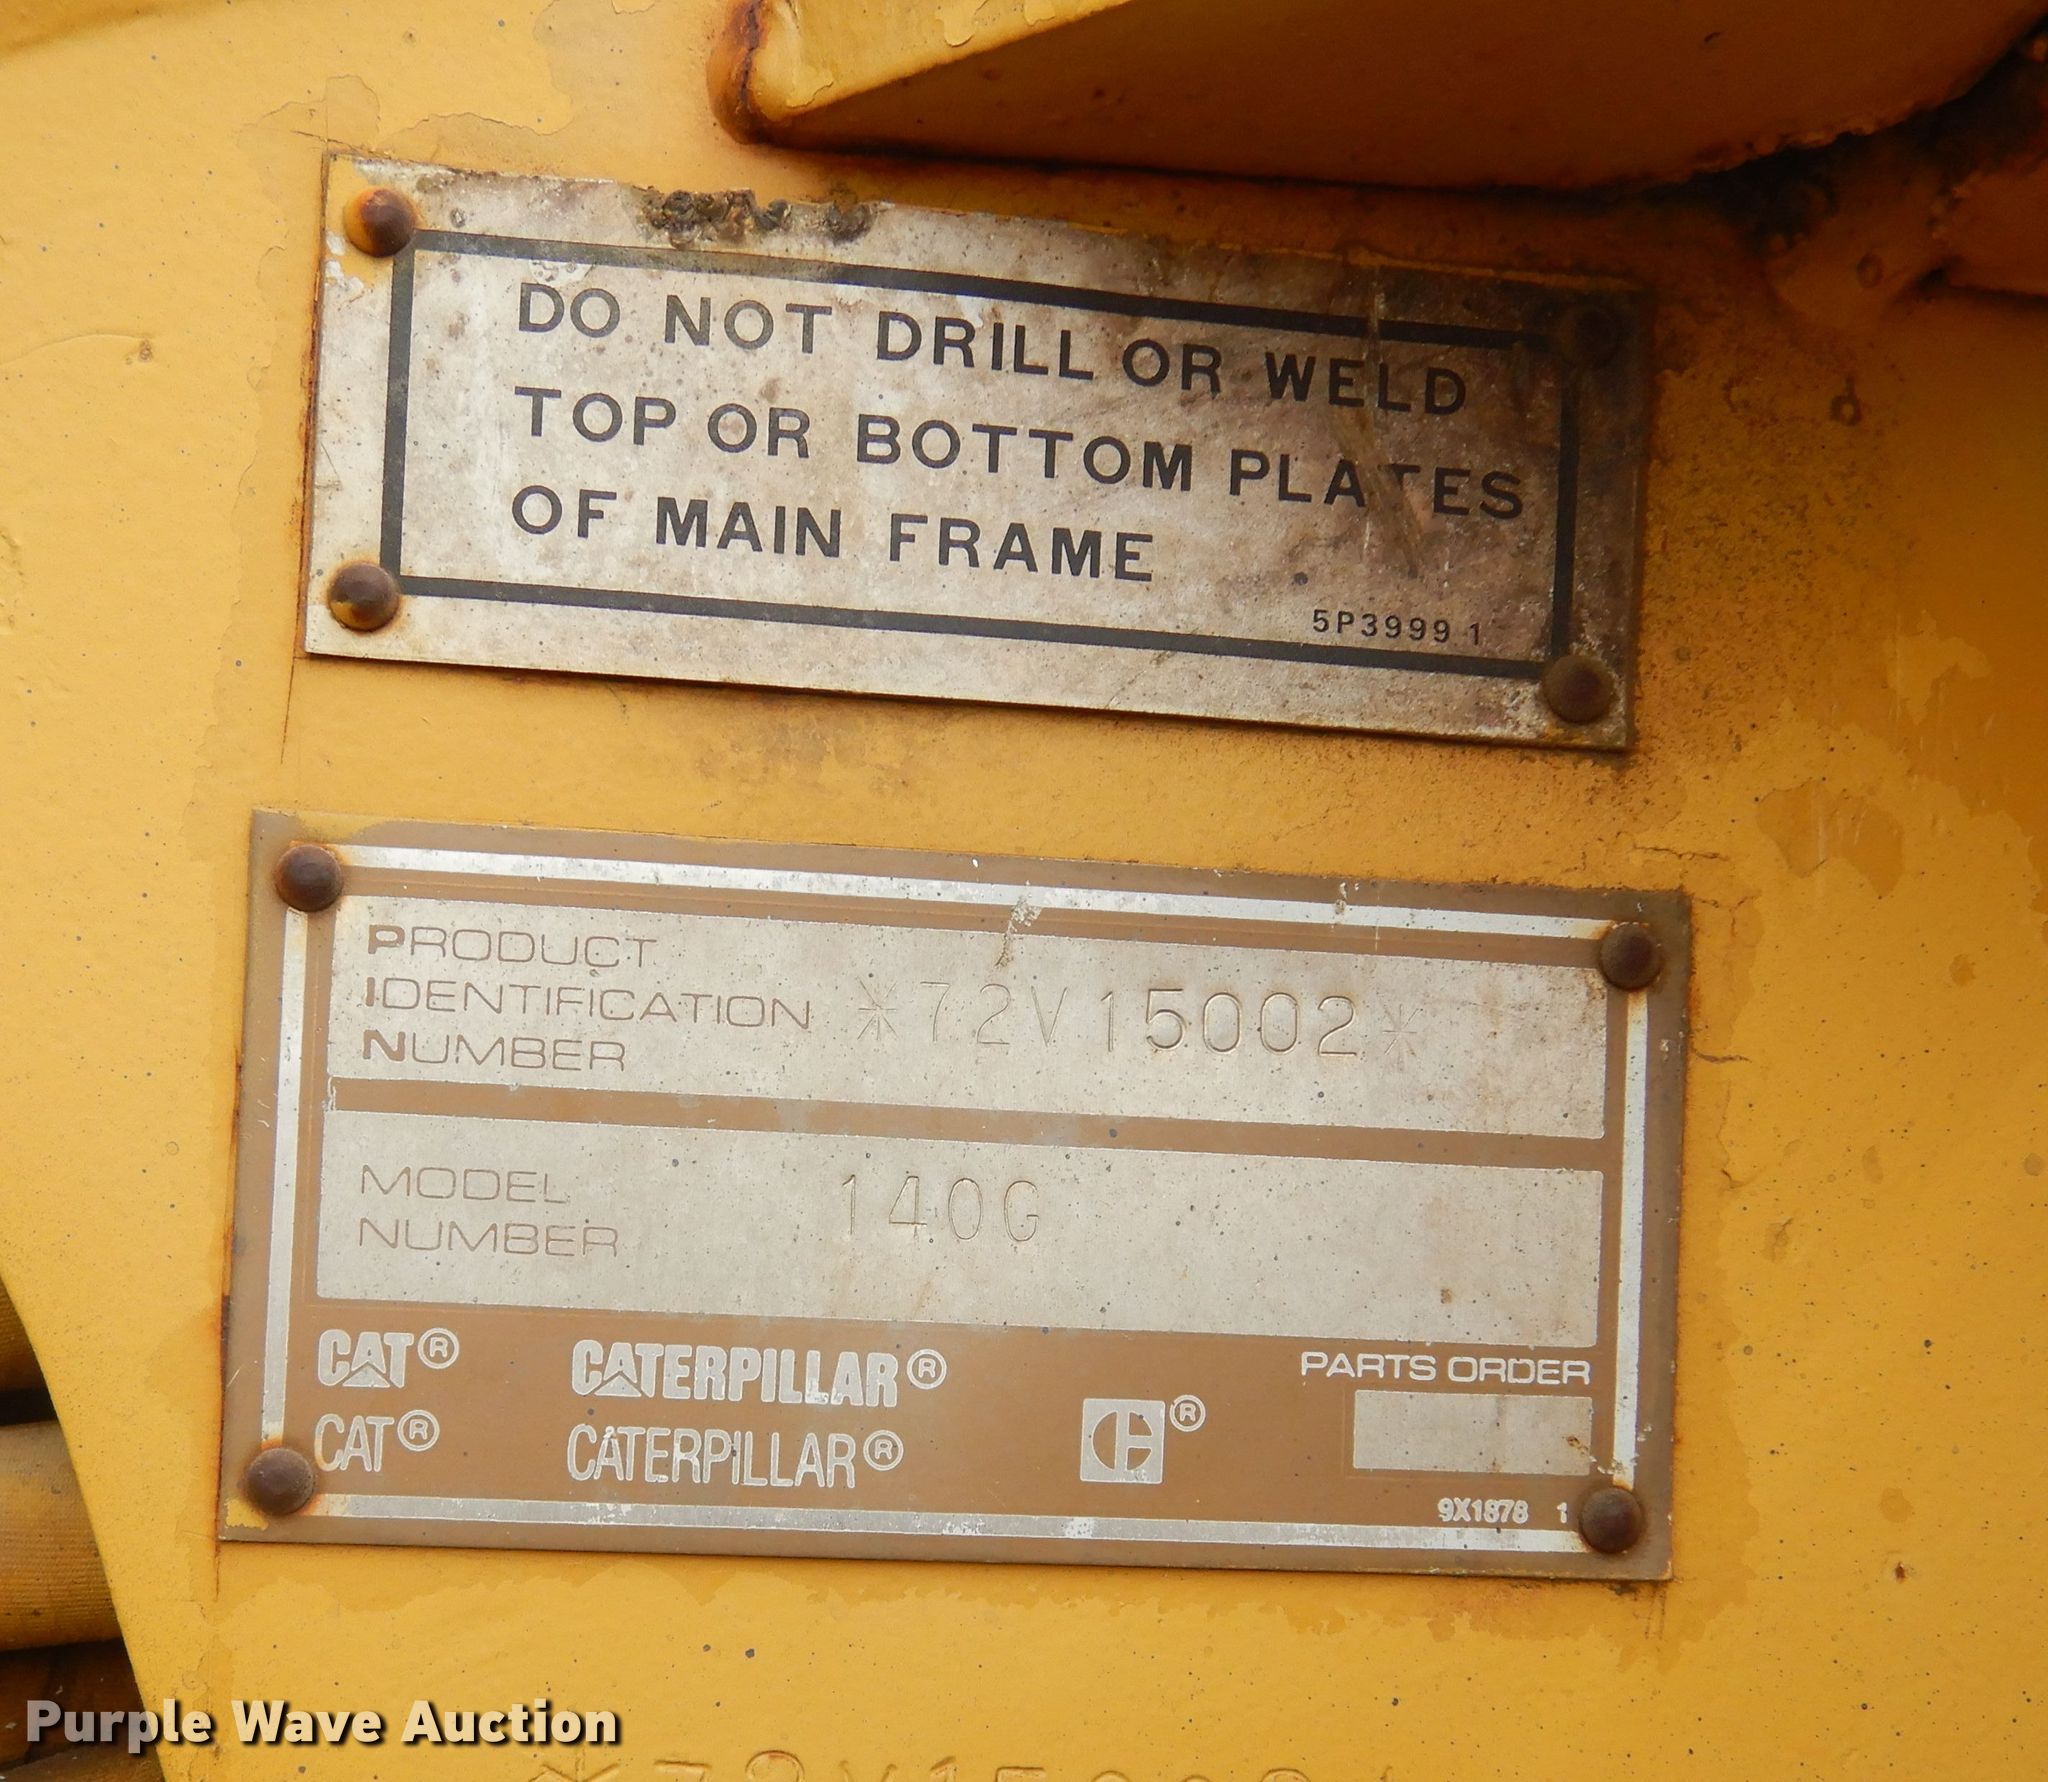 DO NOT DRILL OR WELD
TOP OR BOTTOM PLATES
OF MAIN FRAME
5P3999 1
PRODUCT
IDENTIFICATION
NUMBER
*72V15002*
MODEL
NUMBER
140G
CAT® CATERPILLAR®
CAT® CATERPILLAR®
C®
PARTS ORDER
9X1878 1
Purple Wave Auction
*72V15002*